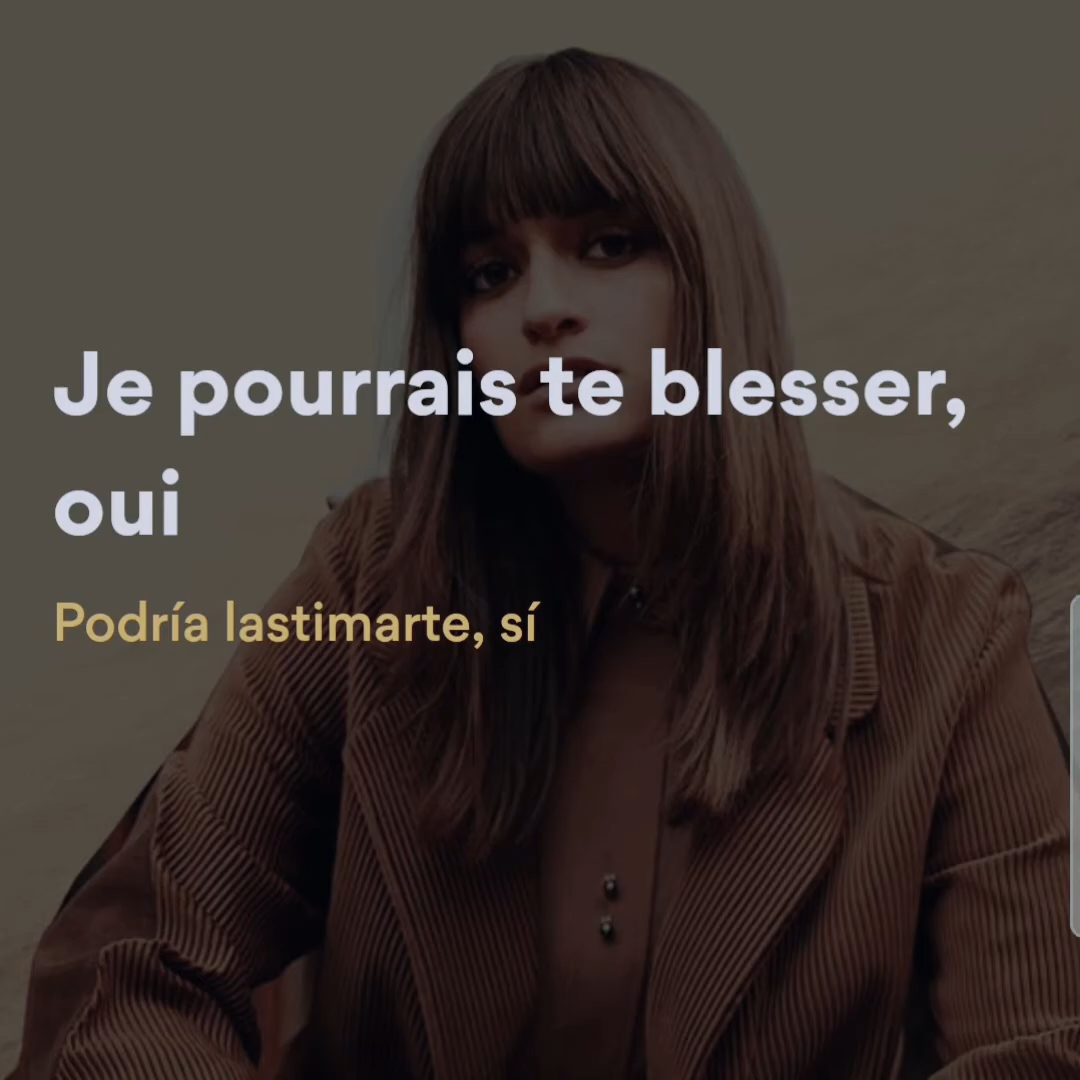 Je pourrais te blesser,
oui
Podría lastimarte, sí